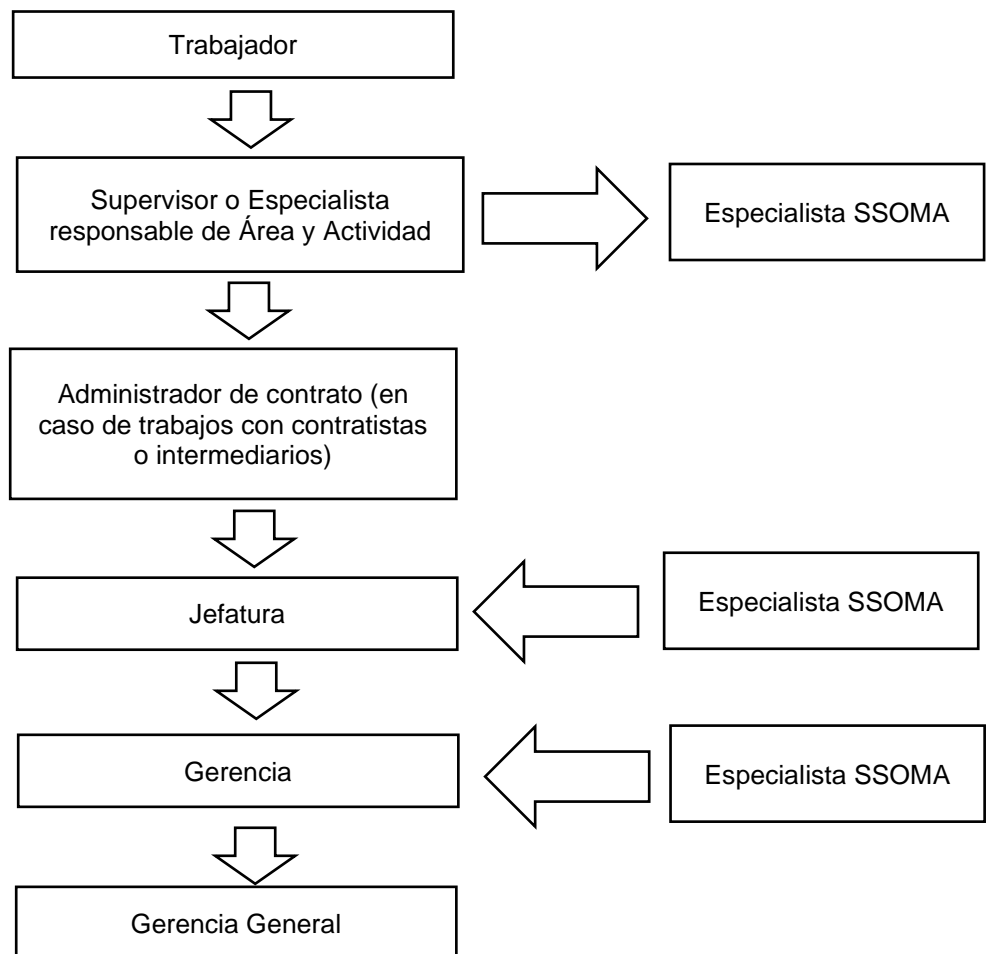 Trabajador
Supervisor o Especialista
responsable de Área y Actividad
Especialista SSOMA
Administrador de contrato (en
caso de trabajos con contratistas
o intermediarios)
Jefatura
Especialista SSOMA
Gerencia
Especialista SSOMA
Gerencia General